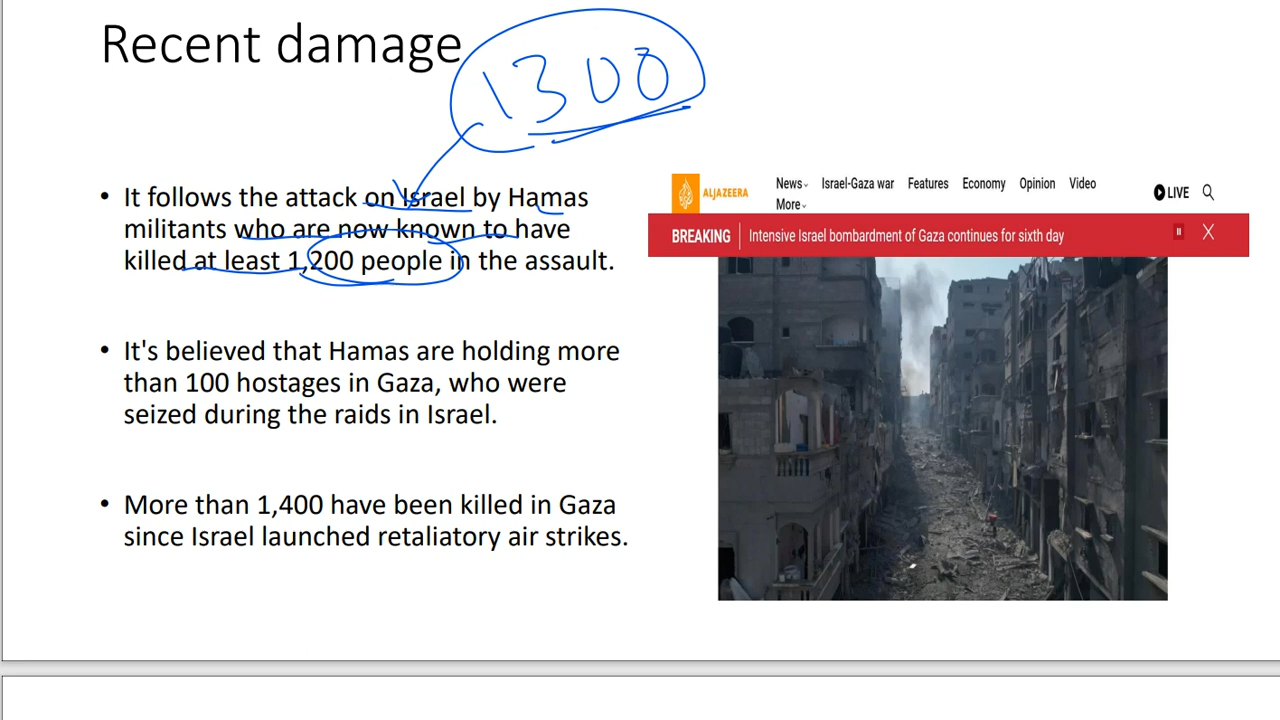 Recent damage
1300
• It follows the attack on Israel by Hamas
militants who are now known to have
killed at least 1,200 people in the assault.
• It's believed that Hamas are holding more
than 100 hostages in Gaza, who were
seized during the raids in Israel.
• More than 1,400 have been killed in Gaza
since Israel launched retaliatory air strikes.
ALJAZEERA
News Israel-Gaza war Features Economy Opinion Video
More
LIVE
BREAKING Intensive Israel bombardment of Gaza continues for sixth day